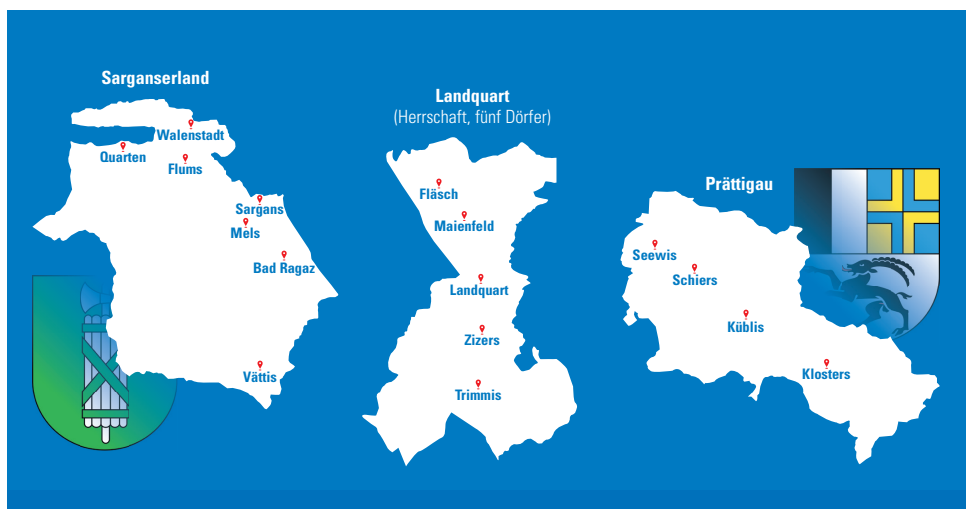 Sarganserland
Walenstadt
Quarten
Flums
Sargans
Mels
Bad Ragaz
Vättis
Landquart
(Herrschaft, fünf Dörfer)
Fläsch
Maienfeld
Landquart
Zizers
Trimmis
Prättigau
Seewis
Schiers
Küblis
Klosters